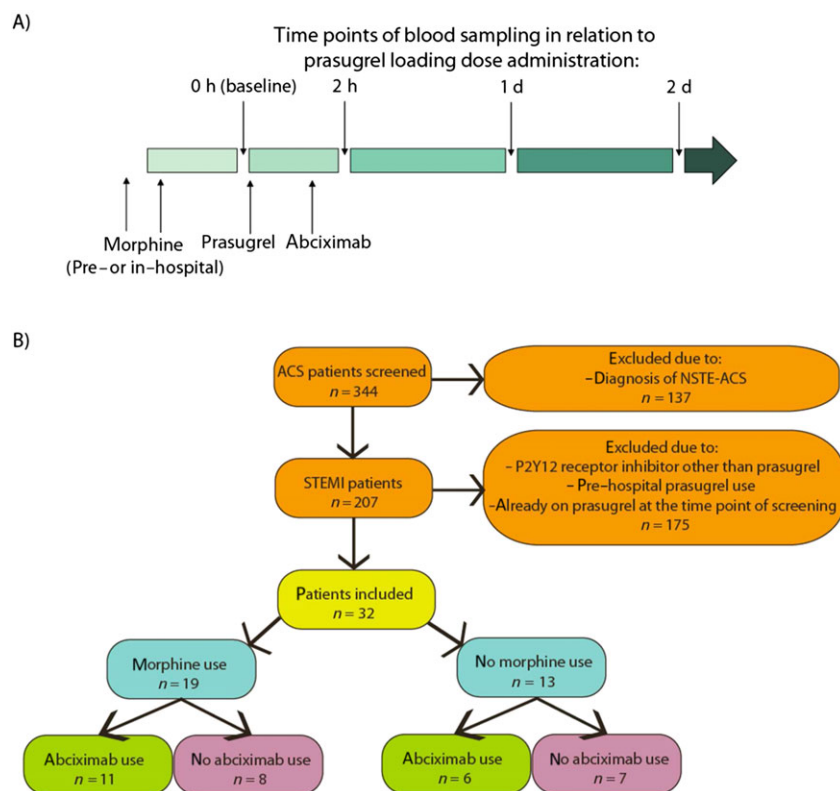 A)
Time points of blood sampling in relation to
prasugrel loading dose administration:
0 h (baseline)
2 h
1 d
2 d
Morphine
(Pre–or in–hospital)
Prasugrel
Abciximab
B)
ACS patients screened
n = 344
Excluded due to:
–Diagnosis of NSTE-ACS
n = 137
STEMI patients
n = 207
Excluded due to:
– P2Y12 receptor inhibitor other than prasugrel
– Pre-hospital prasugrel use
–Already on prasugrel at the time point of screening
n = 175
Patients included
n = 32
Morphine use
n = 19
No morphine use
n = 13
Abciximab use
n = 11
No abciximab use
n = 8
Abciximab use
n = 6
No abciximab use
n = 7